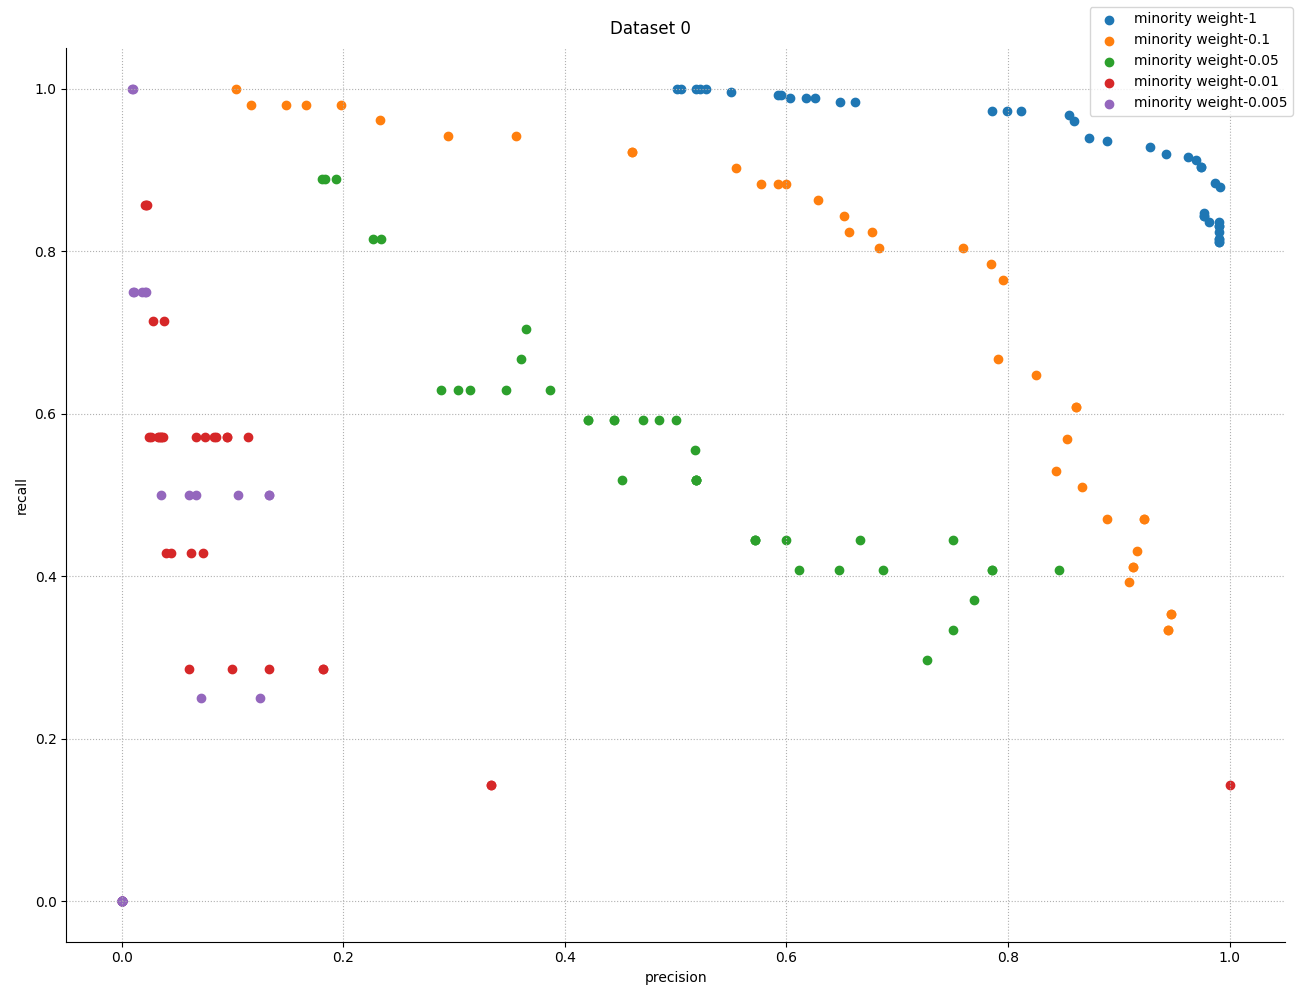 Dataset 0
minority weight-1
minority weight-0.1
minority weight-0.05
minority weight-0.01
minority weight-0.005
1.0
0.8
0.6
0.4
0.2
0.0
recall
0.0 0.2 0.4 0.6 0.8 1.0
precision